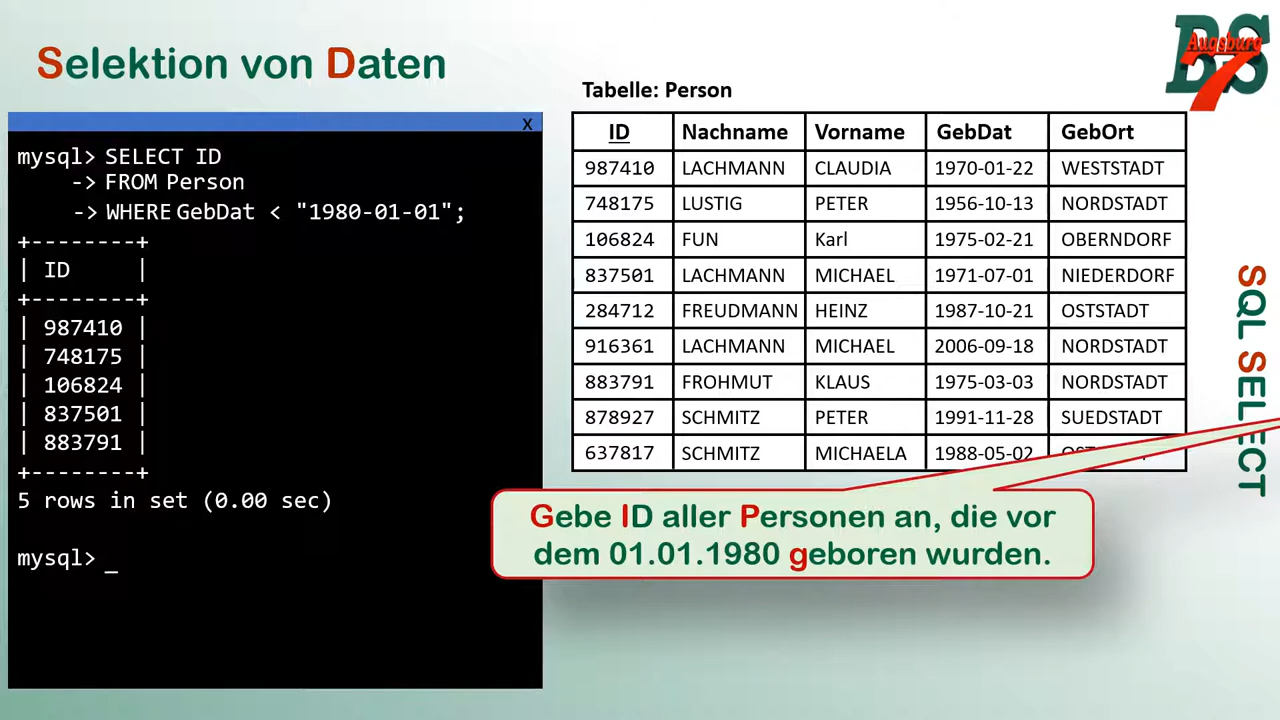 Selektion von Daten
BS
Augsburg
7
X
mysql> SELECT ID
-> FROM Person
-> WHERE GebDat < "1980-01-01";
+--------+
| ID     |
+--------+
| 987410 |
| 748175 |
| 106824 |
| 837501 |
| 883791 |
+--------+
5 rows in set (0.00 sec)
mysql> _
Tabelle: Person
ID Nachname Vorname GebDat GebOrt
987410 LACHMANN CLAUDIA 1970-01-22 WESTSTADT
748175 LUSTIG PETER 1956-10-13 NORDSTADT
106824 FUN Karl 1975-02-21 OBERNDORF
837501 LACHMANN MICHAEL 1971-07-01 NIEDERDORF
284712 FREUDMANN HEINZ 1987-10-21 OSTSTADT
916361 LACHMANN MICHAEL 2006-09-18 NORDSTADT
883791 FROHMUT KLAUS 1975-03-03 NORDSTADT
878927 SCHMITZ PETER 1991-11-28 SUEDSTADT
637817 SCHMITZ MICHAELA 1988-05-02
Gebe ID aller Personen an, die vor
dem 01.01.1980 geboren wurden.
SQL SELECT